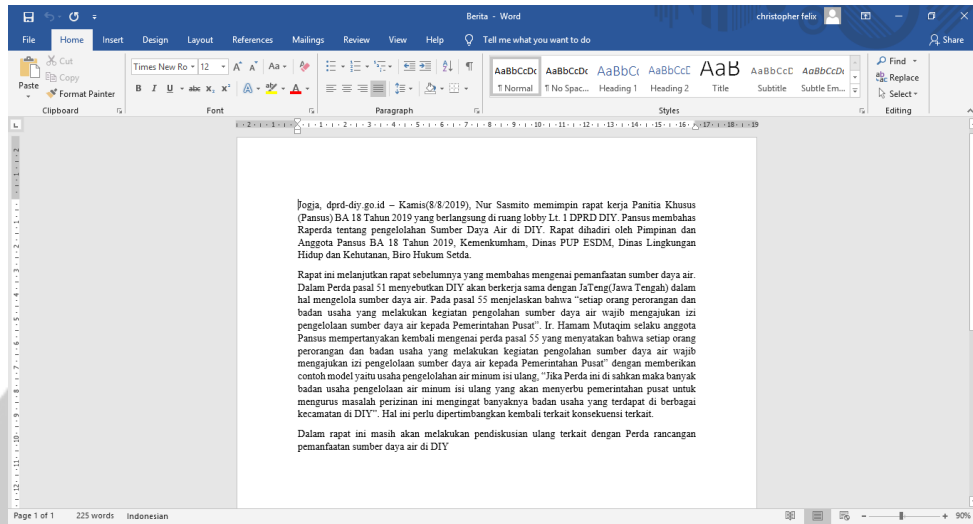 Berita - Word
christopher felix
File Home Insert Design Layout References Mailings Review View Help Tell me what you want to do
Share
Paste
Cut
Copy
Format Painter
Clipboard
Times New Ro 12
Font
Paragraph
AaBbCcDc AaBbCcDc AaBbCc AaBbCcE AaB AaBbCcD AaBbCcDc
¶ Normal ¶ No Spac... Heading 1 Heading 2 Title Subtitle Subtle Em...
Styles
Find
Replace
Select
Editing
Jogja, dprd-diy.go.id – Kamis(8/8/2019), Nur Sasmito memimpin rapat kerja Panitia Khusus
(Pansus) BA 18 Tahun 2019 yang berlangsung di ruang lobby Lt. 1 DPRD DIY. Pansus membahas
Raperda tentang pengelolahan Sumber Daya Air di DIY. Rapat dihadiri oleh Pimpinan dan
Anggota Pansus BA 18 Tahun 2019, Kemenkumham, Dinas PUP ESDM, Dinas Lingkungan
Hidup dan Kehutanan, Biro Hukum Setda.
Rapat ini melanjutkan rapat sebelumnya yang membahas mengenai pemanfaatan sumber daya air.
Dalam Perda pasal 51 menyebutkan DIY akan berkerja sama dengan JaTeng(Jawa Tengah) dalam
hal mengelola sumber daya air. Pada pasal 55 menjelaskan bahwa “setiap orang perorangan dan
badan usaha yang melakukan kegiatan pengolahan sumber daya air wajib mengajukan izi
pengelolaan sumber daya air kepada Pemerintahan Pusat”. Ir. Hamam Mutaqim selaku anggota
Pansus mempertanyakan kembali mengenai perda pasal 55 yang menyatakan bahwa setiap orang
perorangan dan badan usaha yang melakukan kegiatan pengolahan sumber daya air wajib
mengajukan izi pengelolaan sumber daya air kepada Pemerintahan Pusat” dengan memberikan
contoh model yaitu usaha pengelolahan air minum isi ulang, “Jika Perda ini di sahkan maka banyak
badan usaha pengelolaan air minum isi ulang yang akan menyerbu pemerintahan pusat untuk
mengurus masalah perizinan ini mengingat banyaknya badan usaha yang terdapat di berbagai
kecamatan di DIY”. Hal ini perlu dipertimbangkan kembali terkait konsekuensi terkait.
Dalam rapat ini masih akan melakukan pendiskusian ulang terkait dengan Perda rancangan
pemanfaatan sumber daya air di DIY
Page 1 of 1 225 words Indonesian
90%